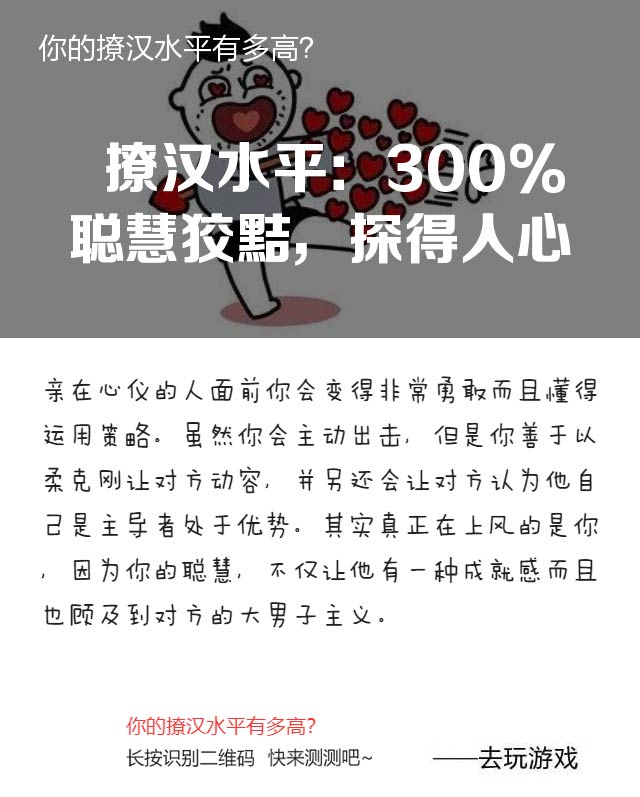 你的撩汉水平有多高?
撩汉水平：300%
聪慧狡黠，探得人心
亲在心仪的人面前你会变得非常勇敢而且懂得
运用策略。虽然你会主动出击，但是你善于以
柔克刚让对方动容，并另还会让对方认为他自
己是主导者处于优势。其实真正在上风的是你
，因为你的聪慧，不仅让他有一种成就感而且
也顾及到对方的大男子主义。
你的撩汉水平有多高?
长按识别二维码 快来测测吧~
——去玩游戏